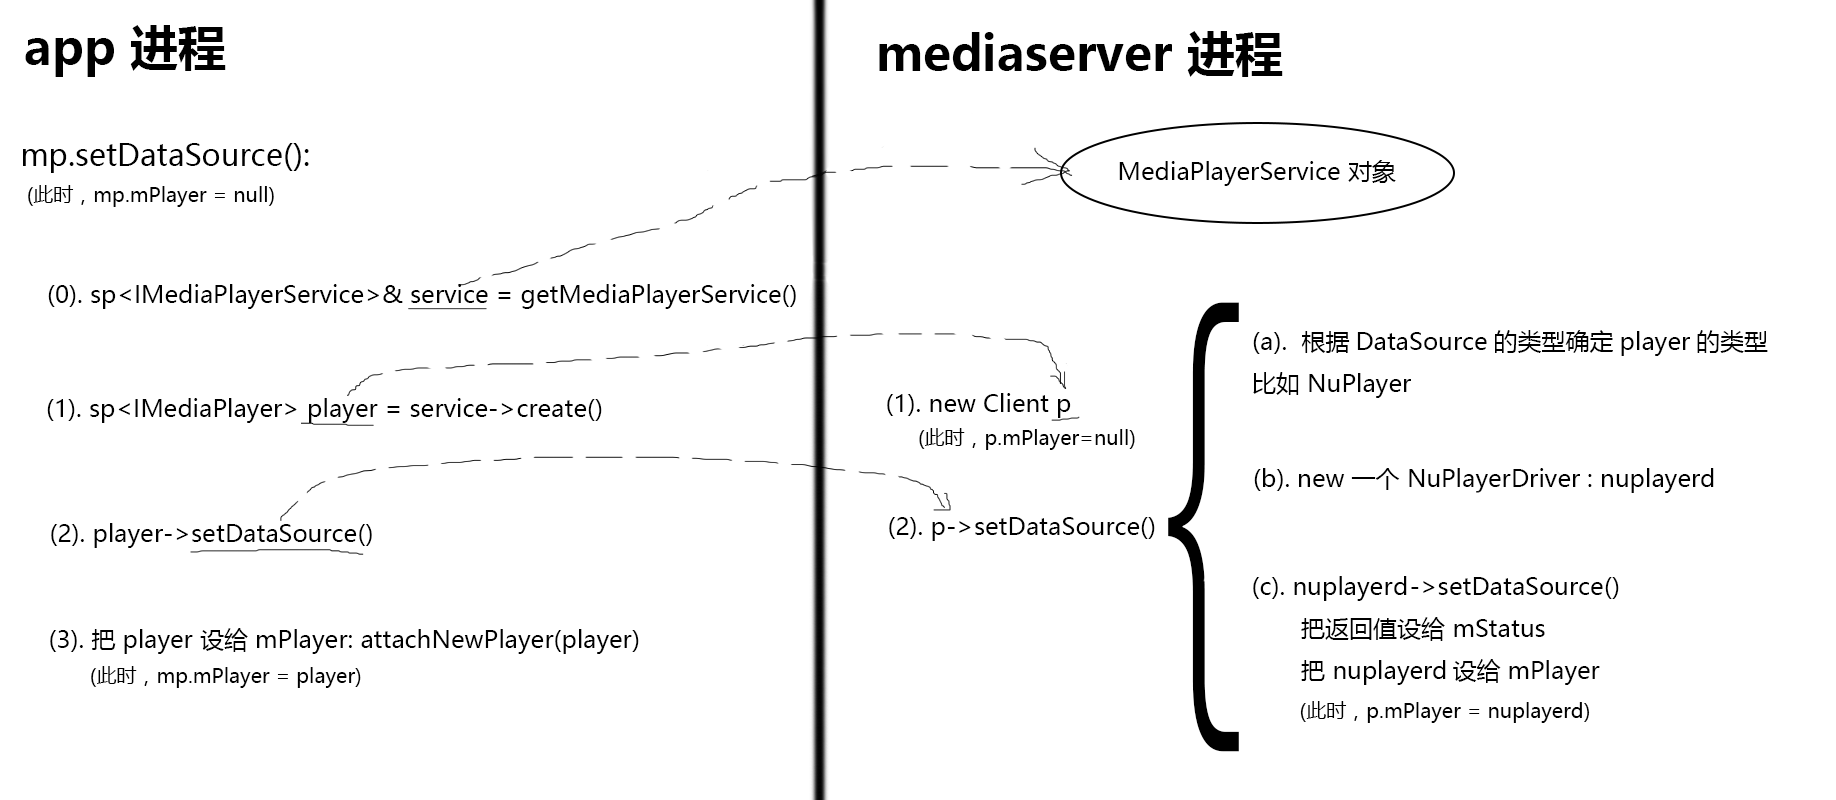 app 进程
mp.setDataSource():
(此时，mp.mPlayer = null)
(0). sp<IMediaPlayerService>& service = getMediaPlayerService()
(1). sp<IMediaPlayer> player = service->create()
(2). player->setDataSource()
(3). 把 player 设给 mPlayer: attachNewPlayer(player)
(此时，mp.mPlayer = player)
mediaserver 进程
MediaPlayerService 对象
(1). new Client p
(此时，p.mPlayer=null)
(2). p->setDataSource()
(a). 根据 DataSource 的类型确定 player 的类型
比如 NuPlayer
(b). new 一个 NuPlayerDriver : nuplayerd
(c). nuplayerd->setDataSource()
把返回值设给 mStatus
把 nuplayerd 设给 mPlayer
(此时，p.mPlayer = nuplayerd)